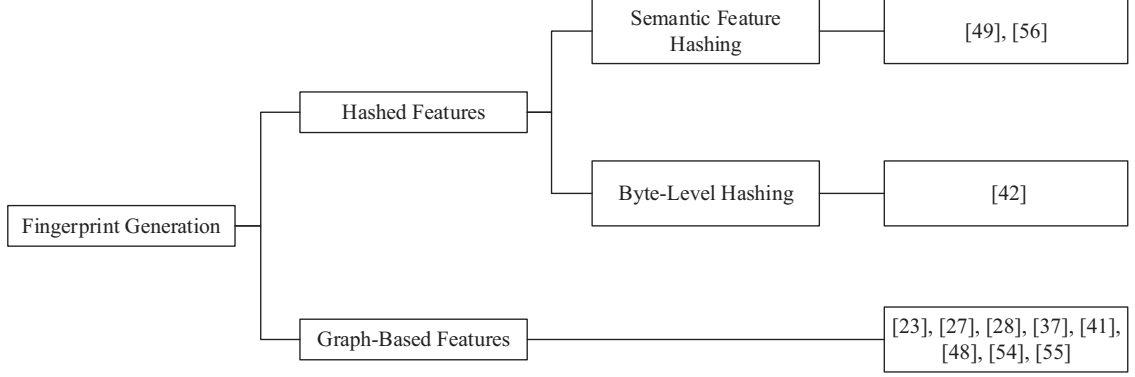 Semantic Feature
Hashing
[49], [56]
Hashed Features
Byte-Level Hashing
[42]
Fingerprint Generation
Graph-Based Features
[23], [27], [28], [37], [41],
[48], [54], [55]